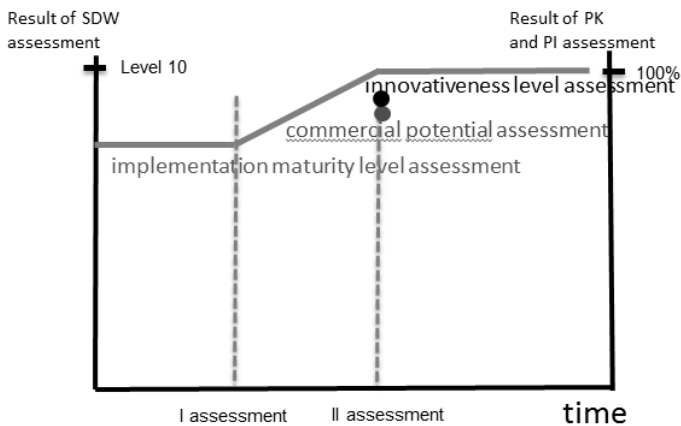 Result of SDW
assessment
Result of PK
and PI assessment
Level 10
100%
innovativeness level assessment
commercial potential assessment
implementation maturity level assessment
I assessment
II assessment
time